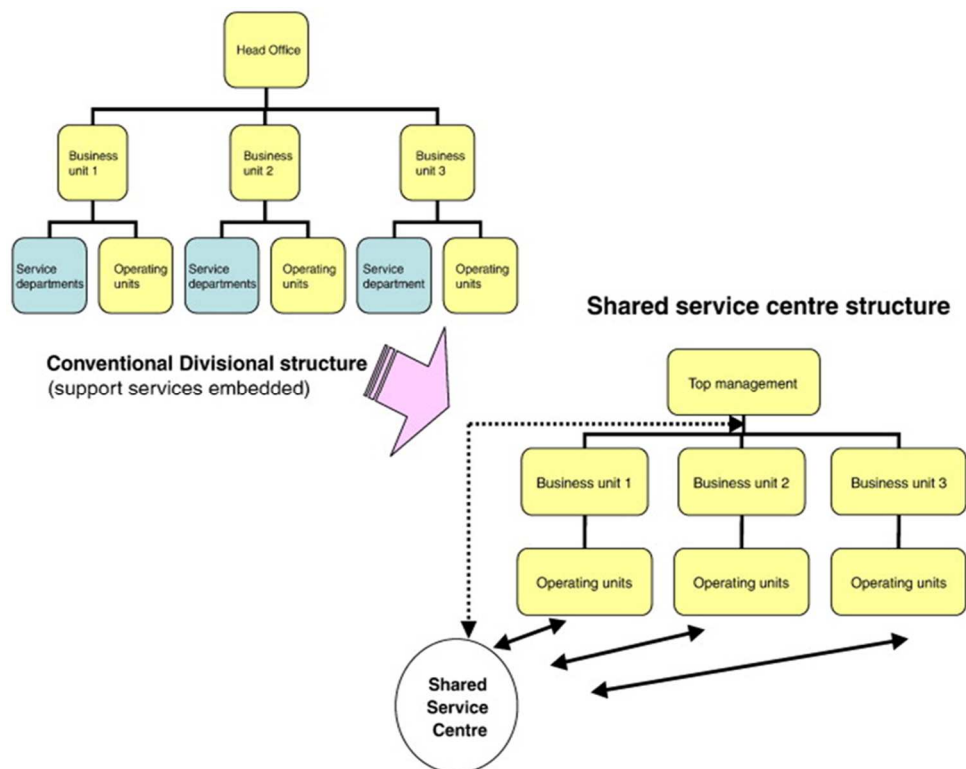 Head Office
Business
unit 1
Business
unit 2
Business
unit 3
Service
departments
Operating
units
Service
departments
Operating
units
Service
department
Operating
units
Conventional Divisional structure
(support services embedded)
Shared service centre structure
Top management
Business unit 1
Business unit 2
Business unit 3
Operating units
Operating units
Operating units
Shared
Service
Centre